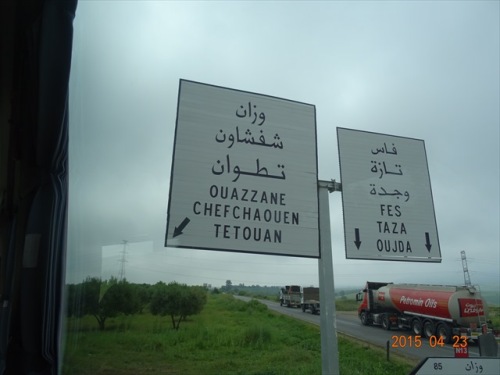 وزان
شفشاون
تطوان
OUAZZANE
CHEFCHAOUEN
TETOUAN
فاس
تازة
وجدة
FES
TAZA
OUJDA
Petromin Oils
N13
85 وزان
2015 04 23